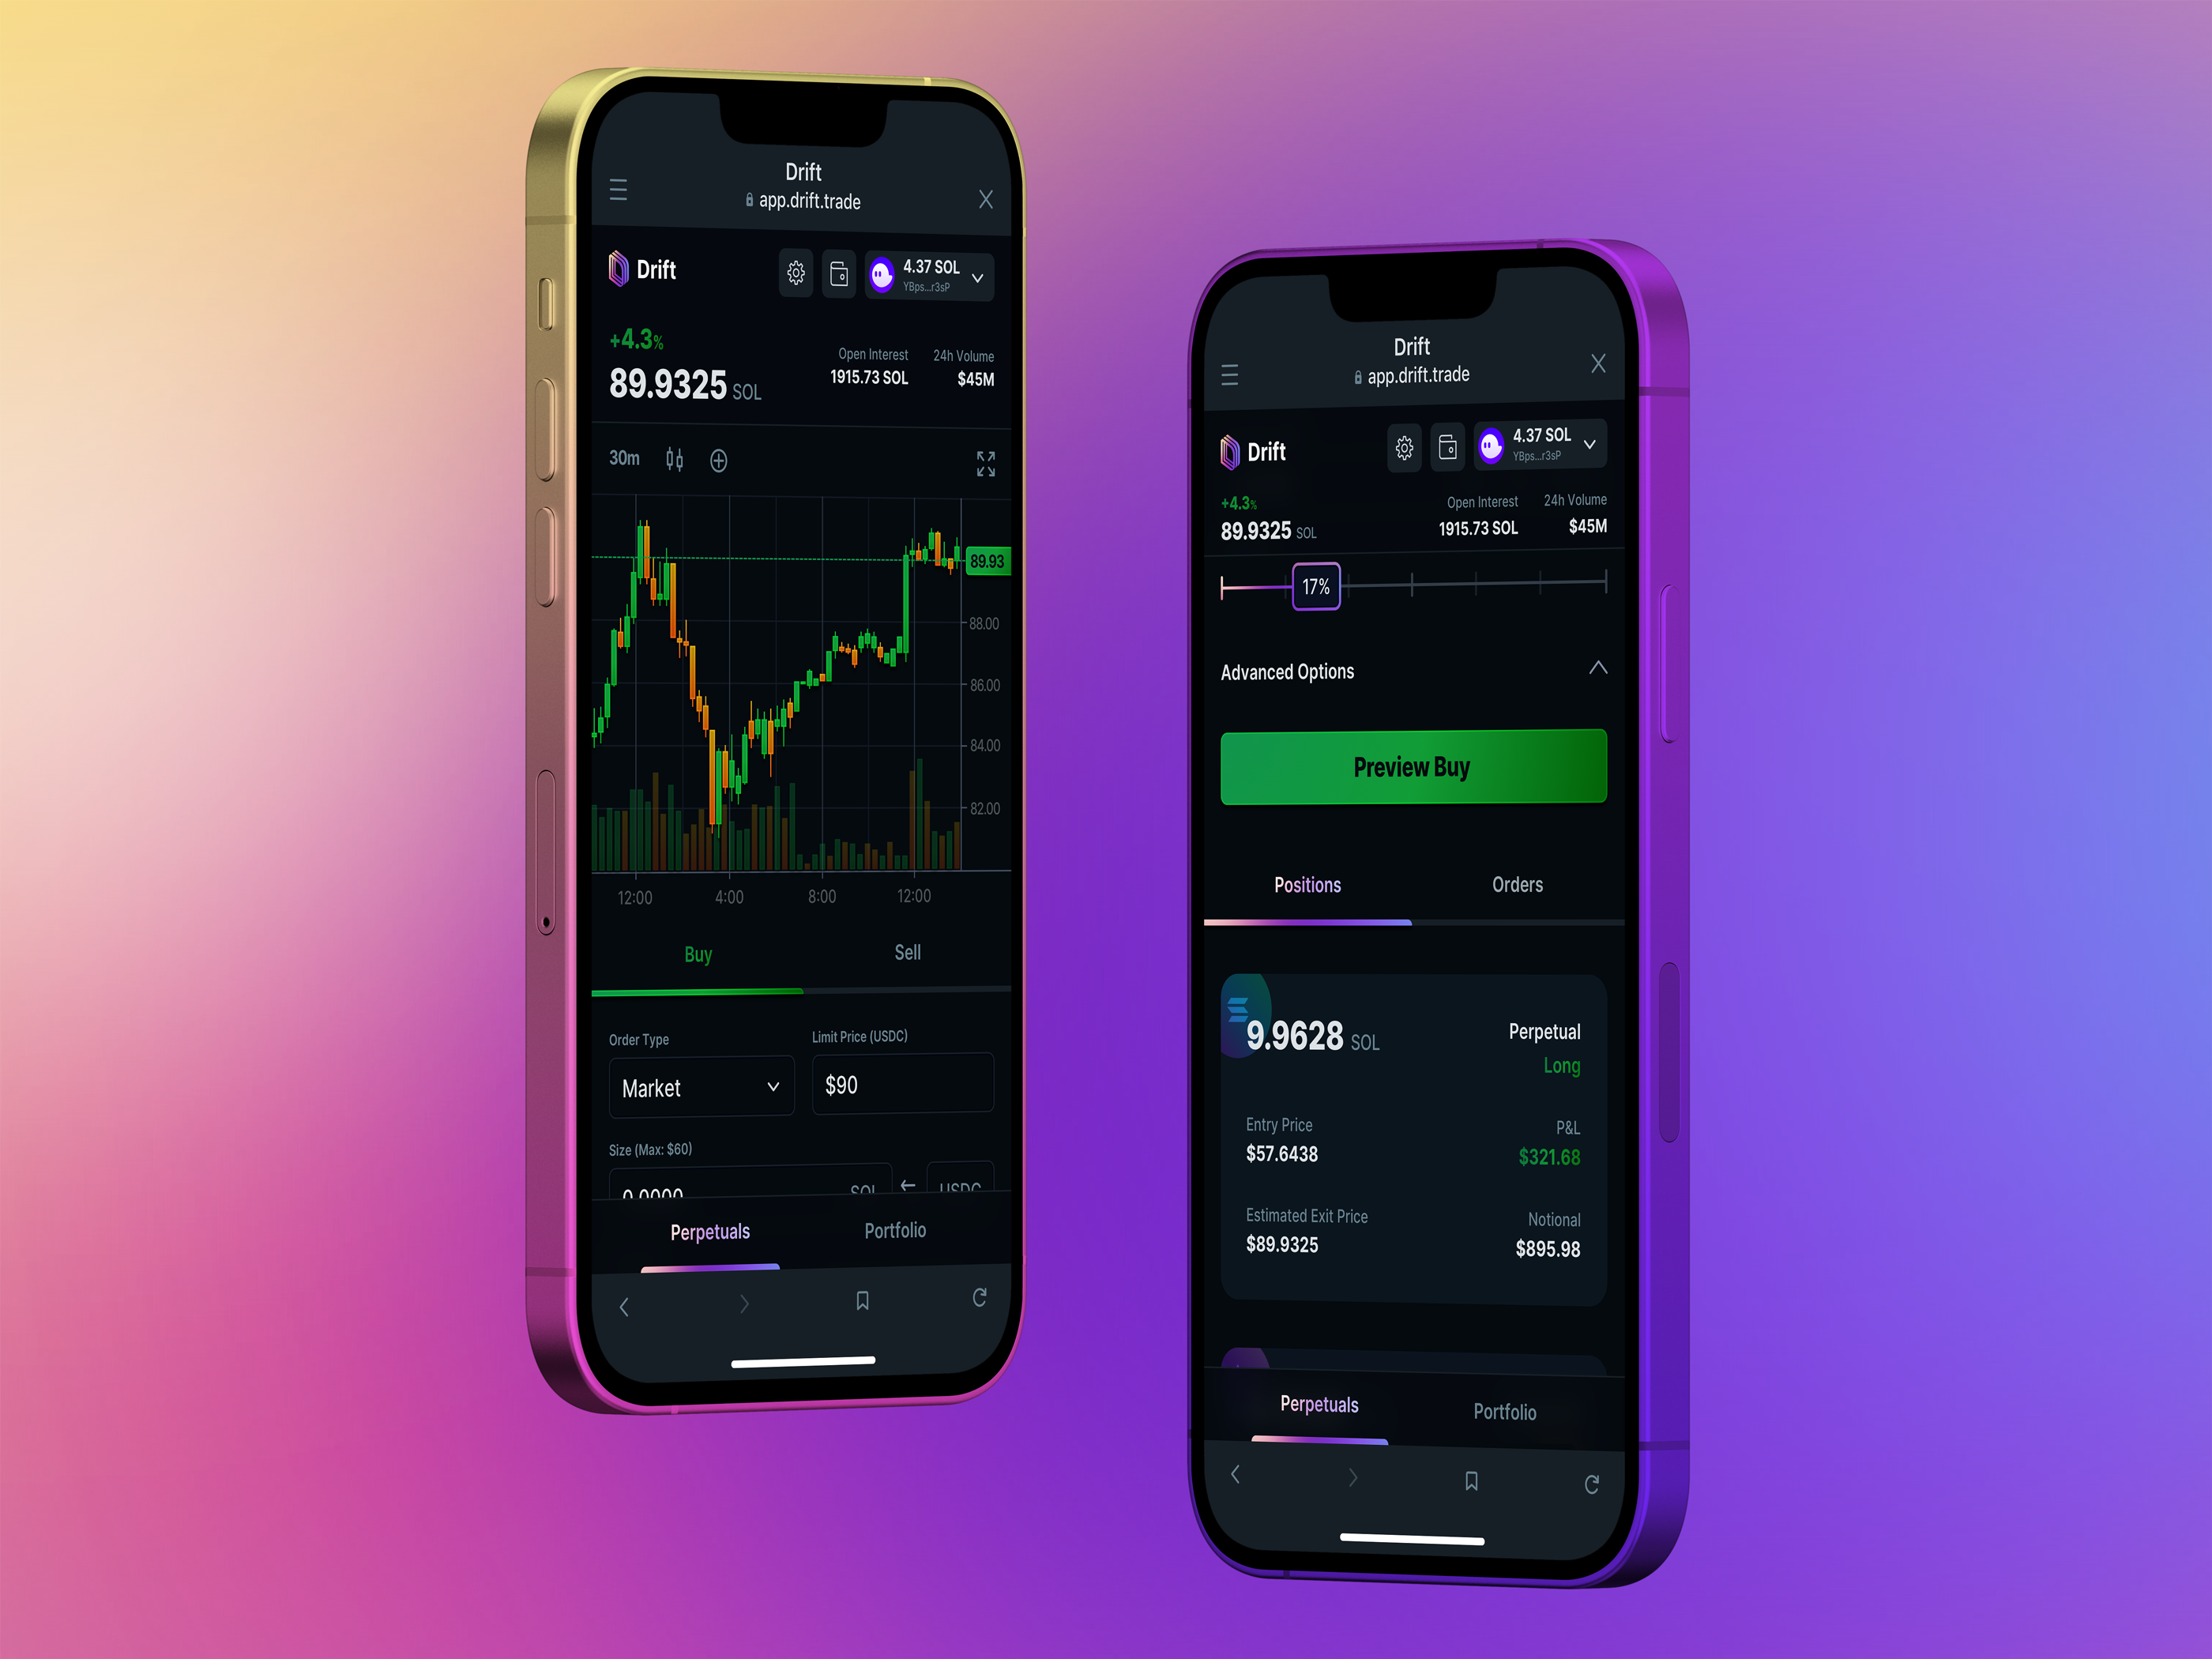 Drift
app.drift.trade
Drift
4.37 SOL
YBps...r3sP
+4.3%
89.9325 SOL
Open Interest
1915.73 SOL
24h Volume
$45M
30m
89.93
88.00
86.00
84.00
82.00
12:00 4:00 8:00 12:00
Buy Sell
Order Type
Market
Limit Price (USDC)
$90
Size (Max: $60)
0.0000 SOL USDC
Perpetuals Portfolio
Drift
app.drift.trade
Drift
4.37 SOL
YBps...r3sP
+4.3%
89.9325 SOL
Open Interest
1915.73 SOL
24h Volume
$45M
17%
Advanced Options
Preview Buy
Positions Orders
9.9628 SOL
Perpetual
Long
Entry Price
$57.6438
P&L
$321.68
Estimated Exit Price
$89.9325
Notional
$895.98
Perpetuals Portfolio